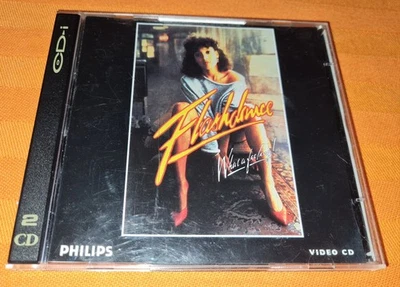 CD-i
Flashdance
What a feeling!
2
CD
PHILIPS
VIDEO CD